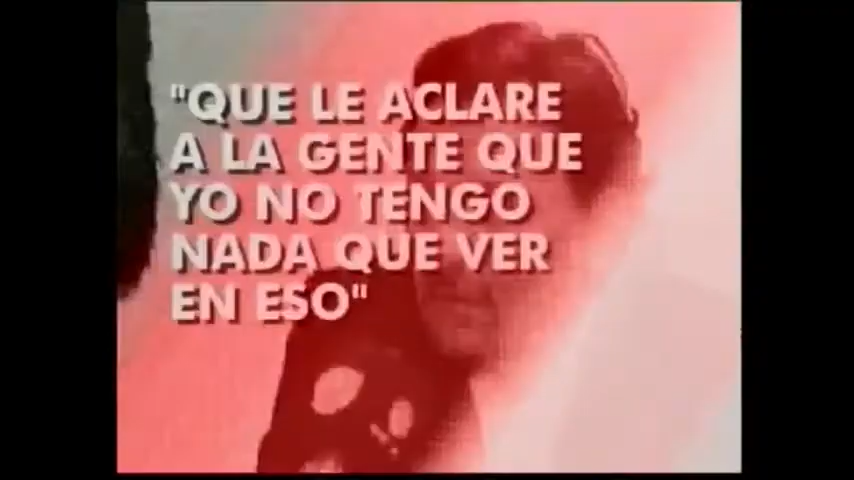 "QUE LE ACLARE
A LA GENTE QUE
YO NO TENGO
NADA QUE VER
EN ESO"